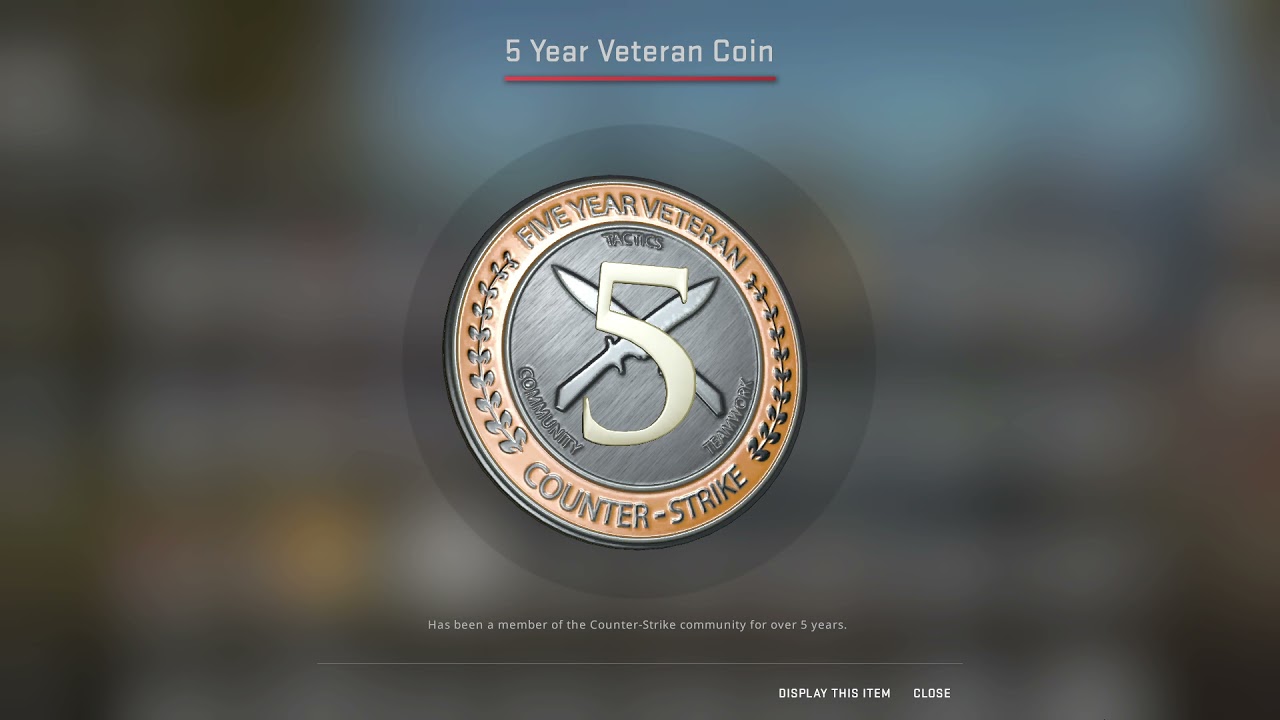 5 Year Veteran Coin
FIVE YEAR VETERAN
TACTICS
5
COMMUNITY
TEAMWORK
COUNTER-STRIKE
Has been a member of the Counter-Strike community for over 5 years.
DISPLAY THIS ITEM CLOSE